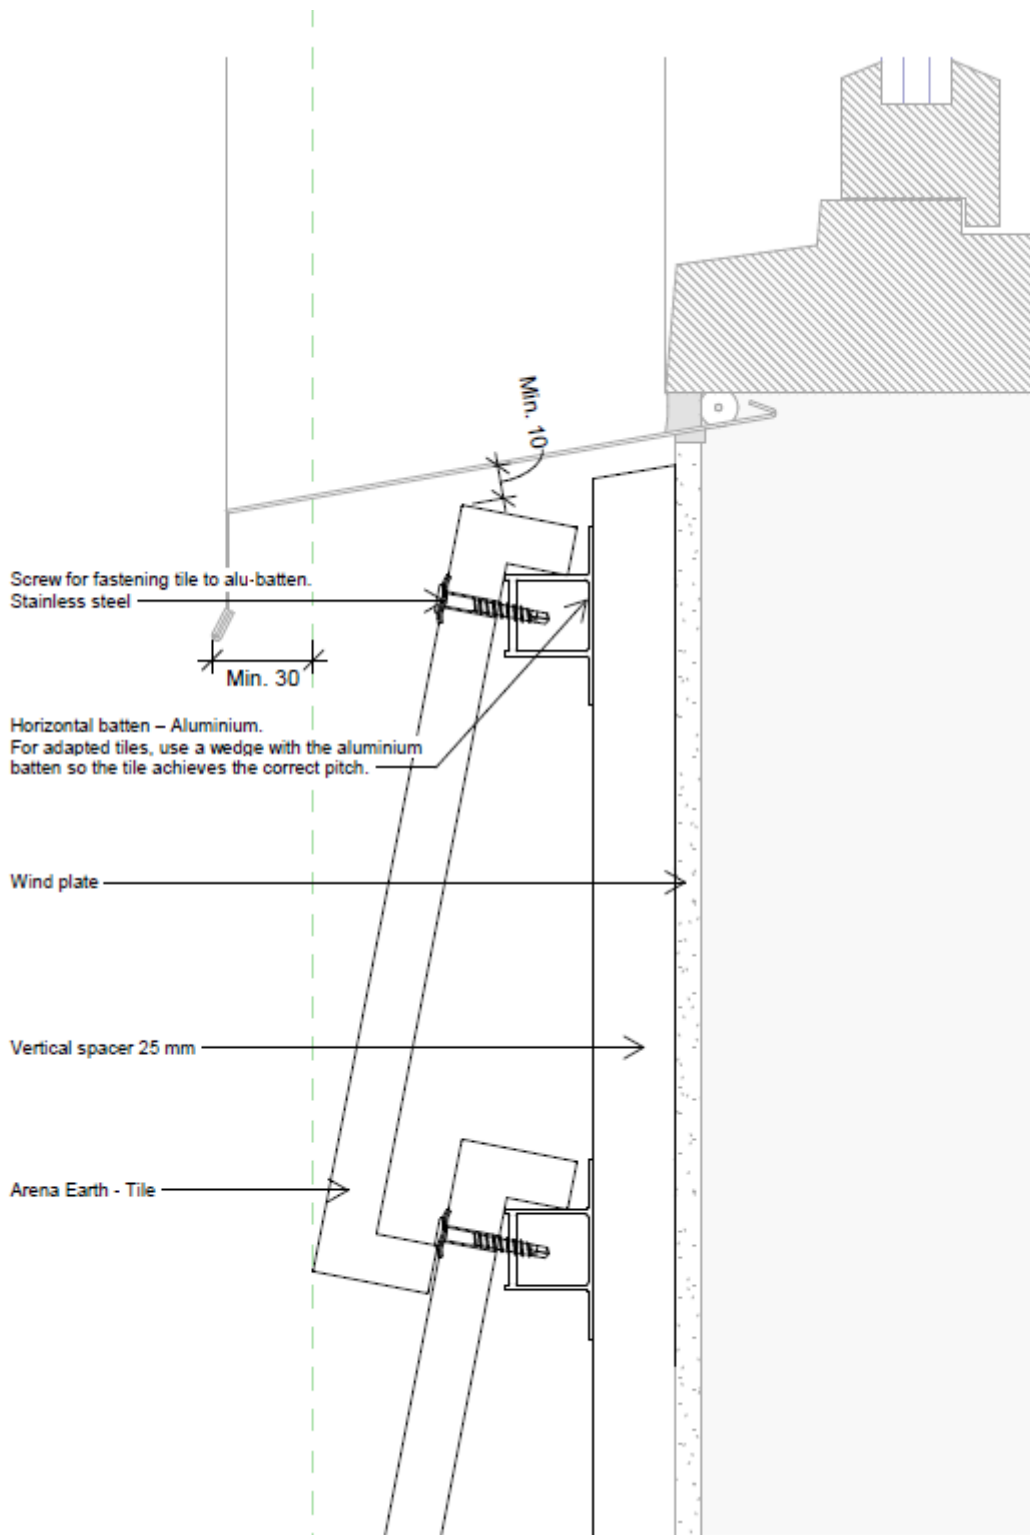 Min. 10
Screw for fastening tile to alu-batten.
Stainless steel
Min. 30
Horizontal batten – Aluminium.
For adapted tiles, use a wedge with the aluminium
batten so the tile achieves the correct pitch.
Wind plate
Vertical spacer 25 mm
Arena Earth - Tile